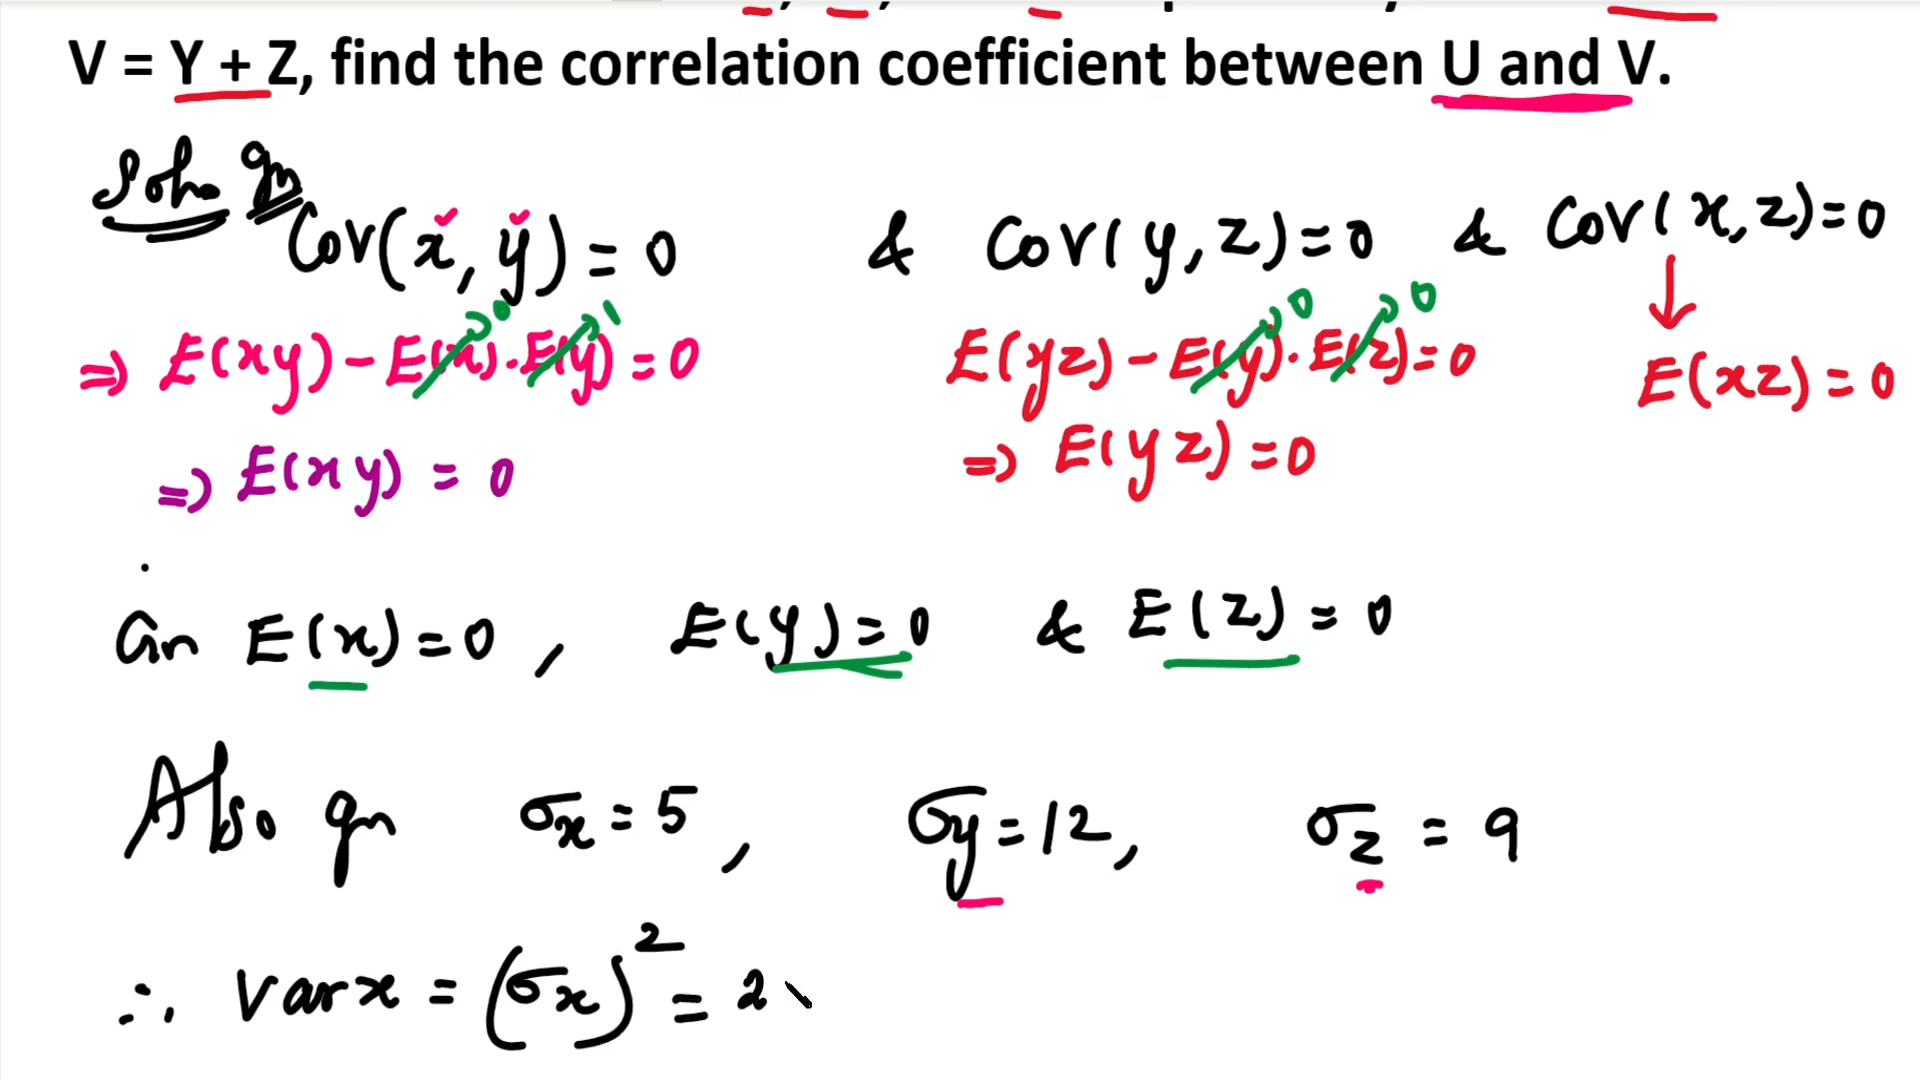 V = Y + Z, find the correlation coefficient between U and V.
Soln gn
Cov(x, y) = 0 & Cov(y, z) = 0 & Cov(x, z) = 0
⇒ E(xy) - E(x) · E(y) = 0 E(yz) - E(y) · E(z) = 0 E(xz) = 0
⇒ E(xy) = 0 ⇒ E(yz) = 0
Gn E(x) = 0, E(y) = 0 & E(z) = 0
Also gn σx = 5, σy = 12, σz = 9
∴ Var x = (σx)² = 2